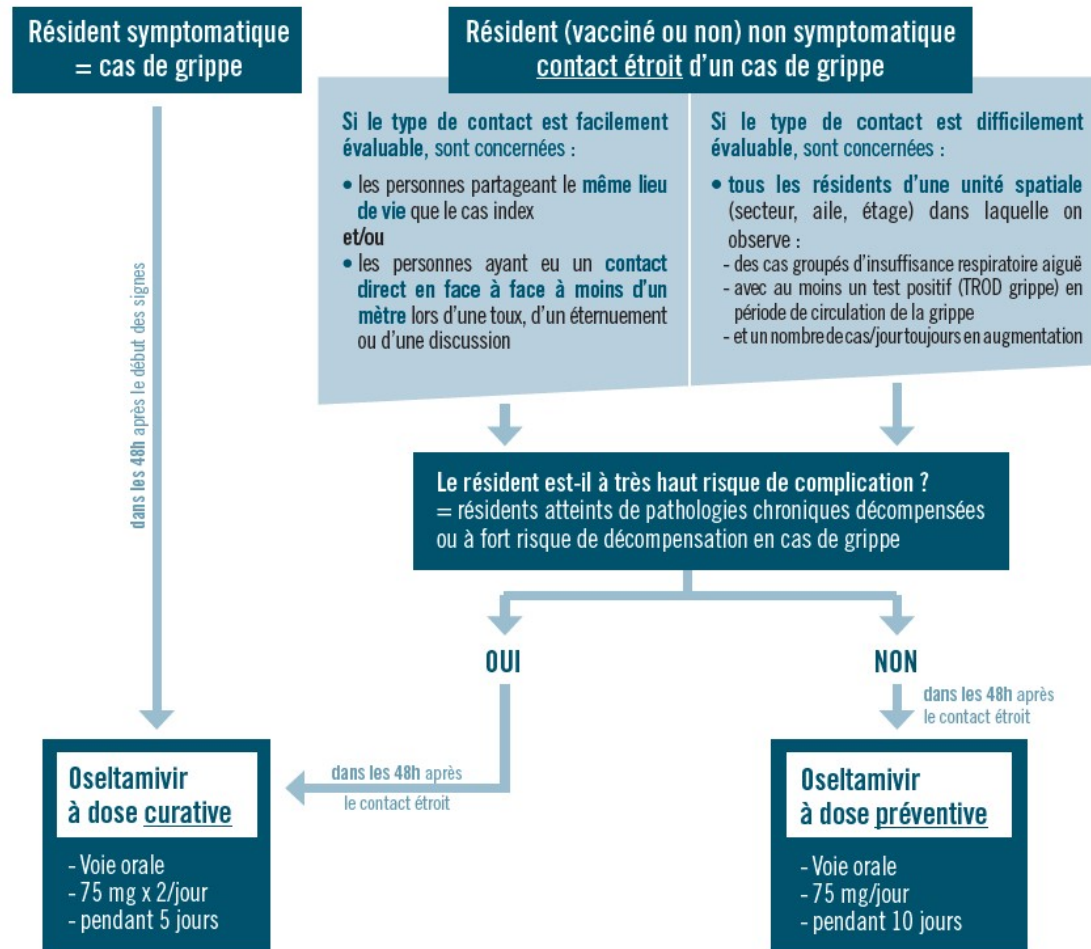 Résident symptomatique
= cas de grippe
Résident (vacciné ou non) non symptomatique
contact étroit d’un cas de grippe
Si le type de contact est facilement
évaluable, sont concernées :
• les personnes partageant le même lieu
de vie que le cas index
et/ou
• les personnes ayant eu un contact
direct en face à face à moins d’un
mètre lors d’une toux, d’un éternuement
ou d’une discussion
Si le type de contact est difficilement
évaluable, sont concernées :
• tous les résidents d’une unité spatiale
(secteur, aile, étage) dans laquelle on
observe :
- des cas groupés d’insuffisance respiratoire aiguë
- avec au moins un test positif (TROD grippe) en
période de circulation de la grippe
- et un nombre de cas/jour toujours en augmentation
dans les 48h après le début des signes
Le résident est-il à très haut risque de complication ?
= résidents atteints de pathologies chroniques décompensées
ou à fort risque de décompensation en cas de grippe
OUI
NON
dans les 48h après
le contact étroit
dans les 48h après
le contact étroit
Oseltamivir
à dose curative
- Voie orale
- 75 mg x 2/jour
- pendant 5 jours
Oseltamivir
à dose préventive
- Voie orale
- 75 mg/jour
- pendant 10 jours